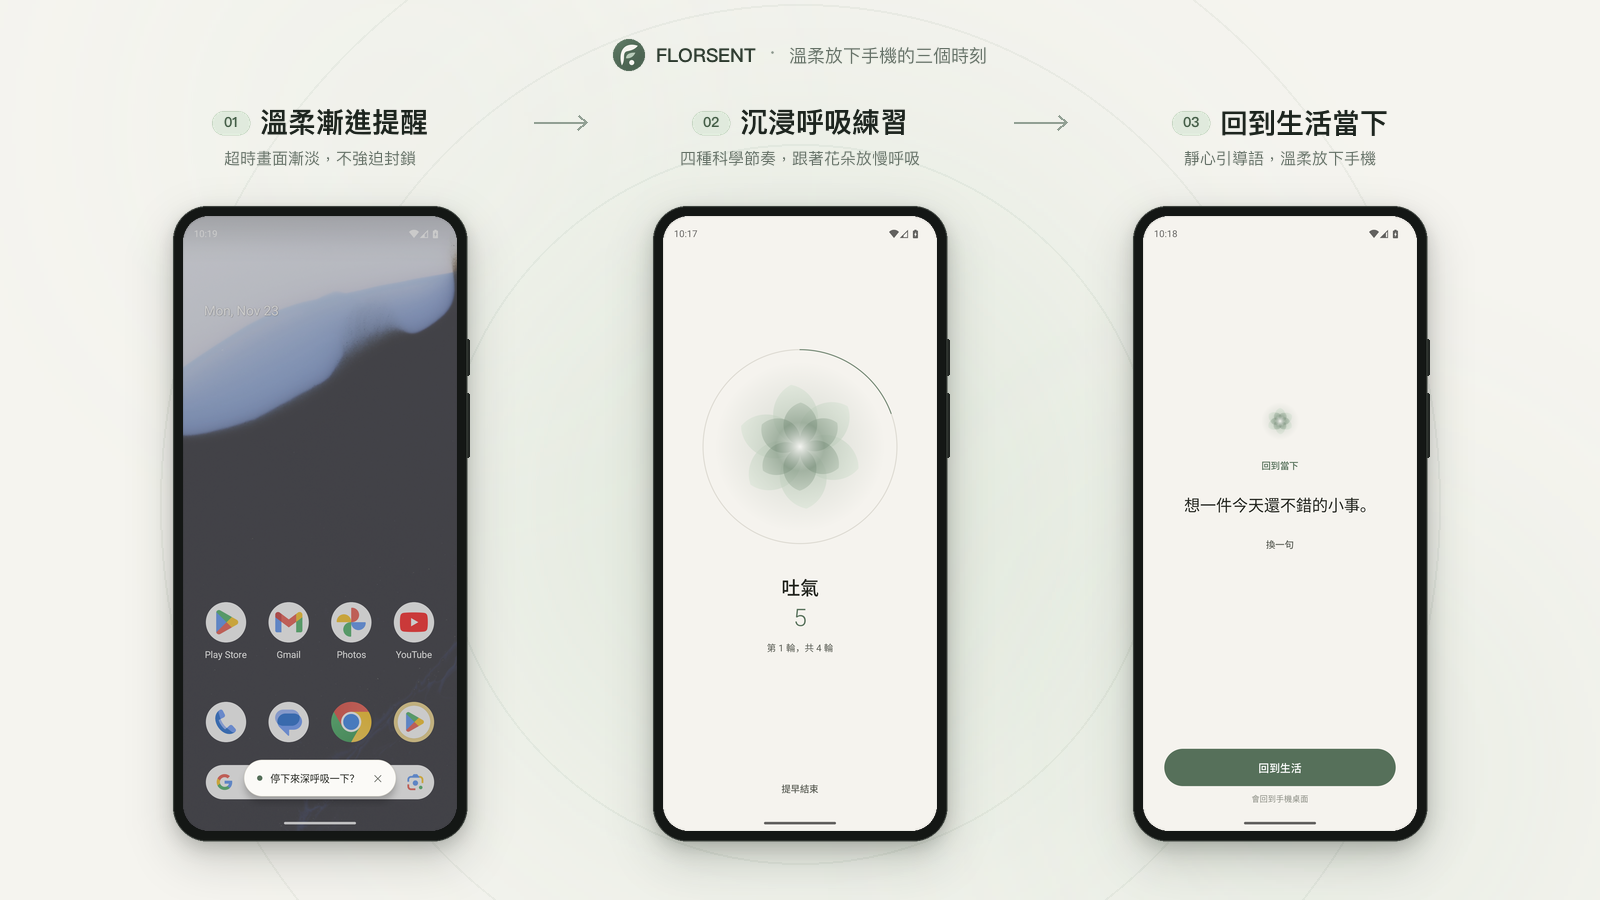 FLORSENT · 溫柔放下手機的三個時刻
01 溫柔漸進提醒
超時畫面漸淡，不強迫封鎖
02 沉浸呼吸練習
四種科學節奏，跟著花朵放慢呼吸
03 回到生活當下
靜心引導語，溫柔放下手機
10:19
Mon, Nov 23
Play Store Gmail Photos YouTube
停下來深呼吸一下？
10:17
吐氣
5
第 1 輪，共 4 輪
提早結束
10:18
回到當下
想一件今天還不錯的小事。
換一句
回到生活
會回到手機桌面